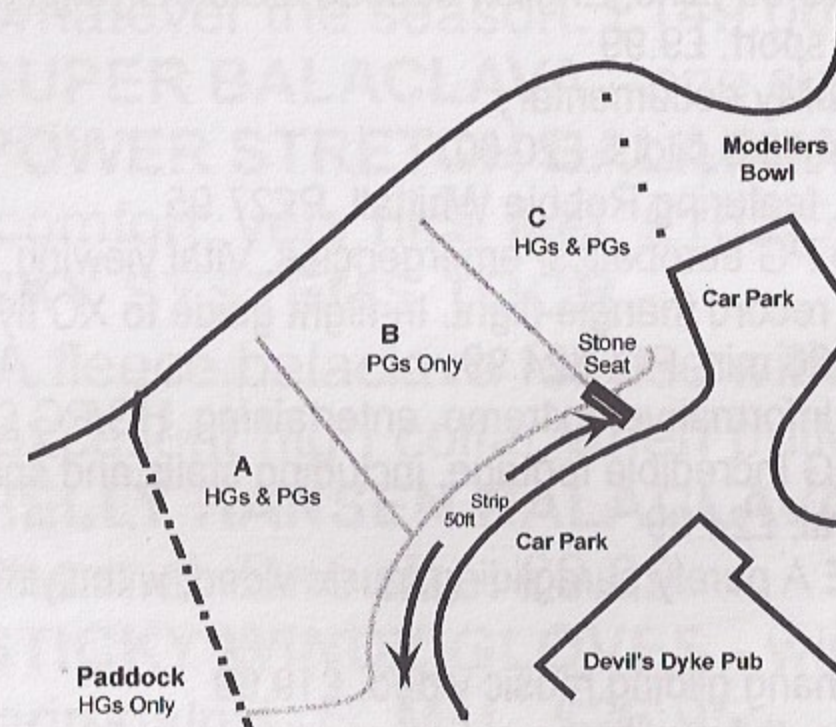 Modellers
Bowl
C
HGs & PGs
Car Park
B
PGs Only
Stone
Seat
A
HGs & PGs
Strip
50ft
Car Park
Devil's Dyke Pub
Paddock
HGs Only